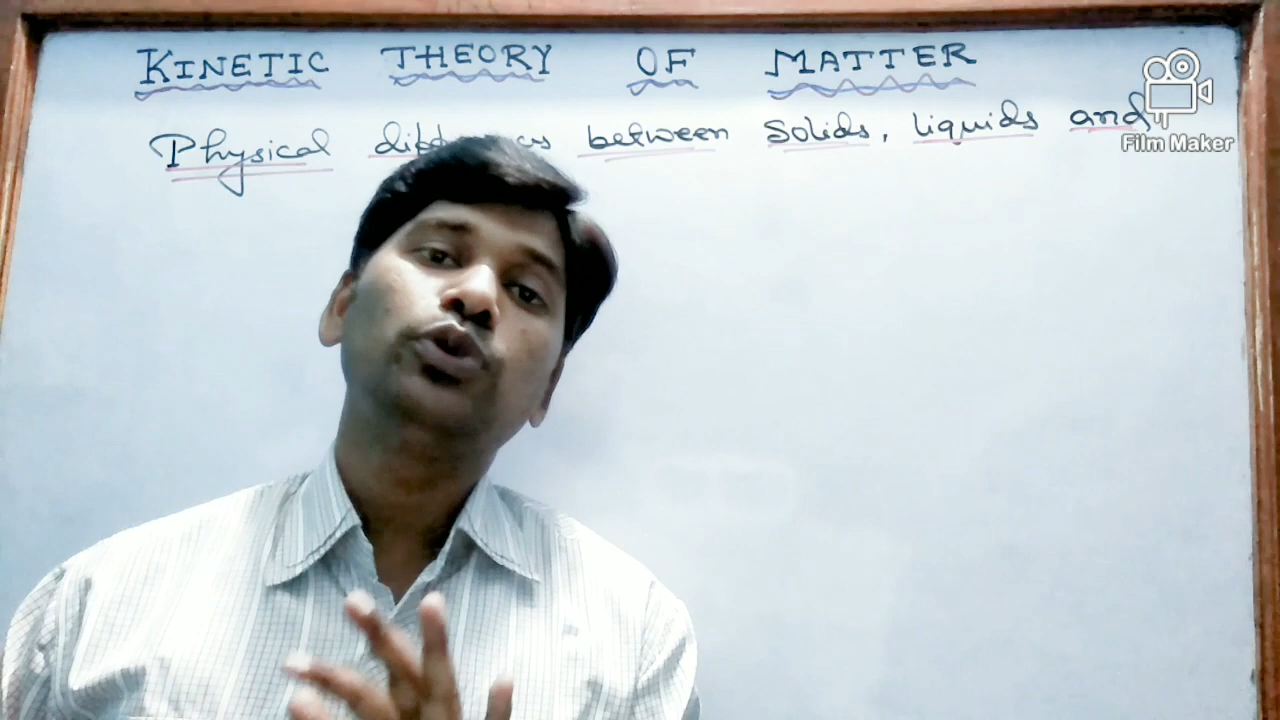 KINETIC THEORY OF MATTER
Physical between Solids, liquids and
Film Maker